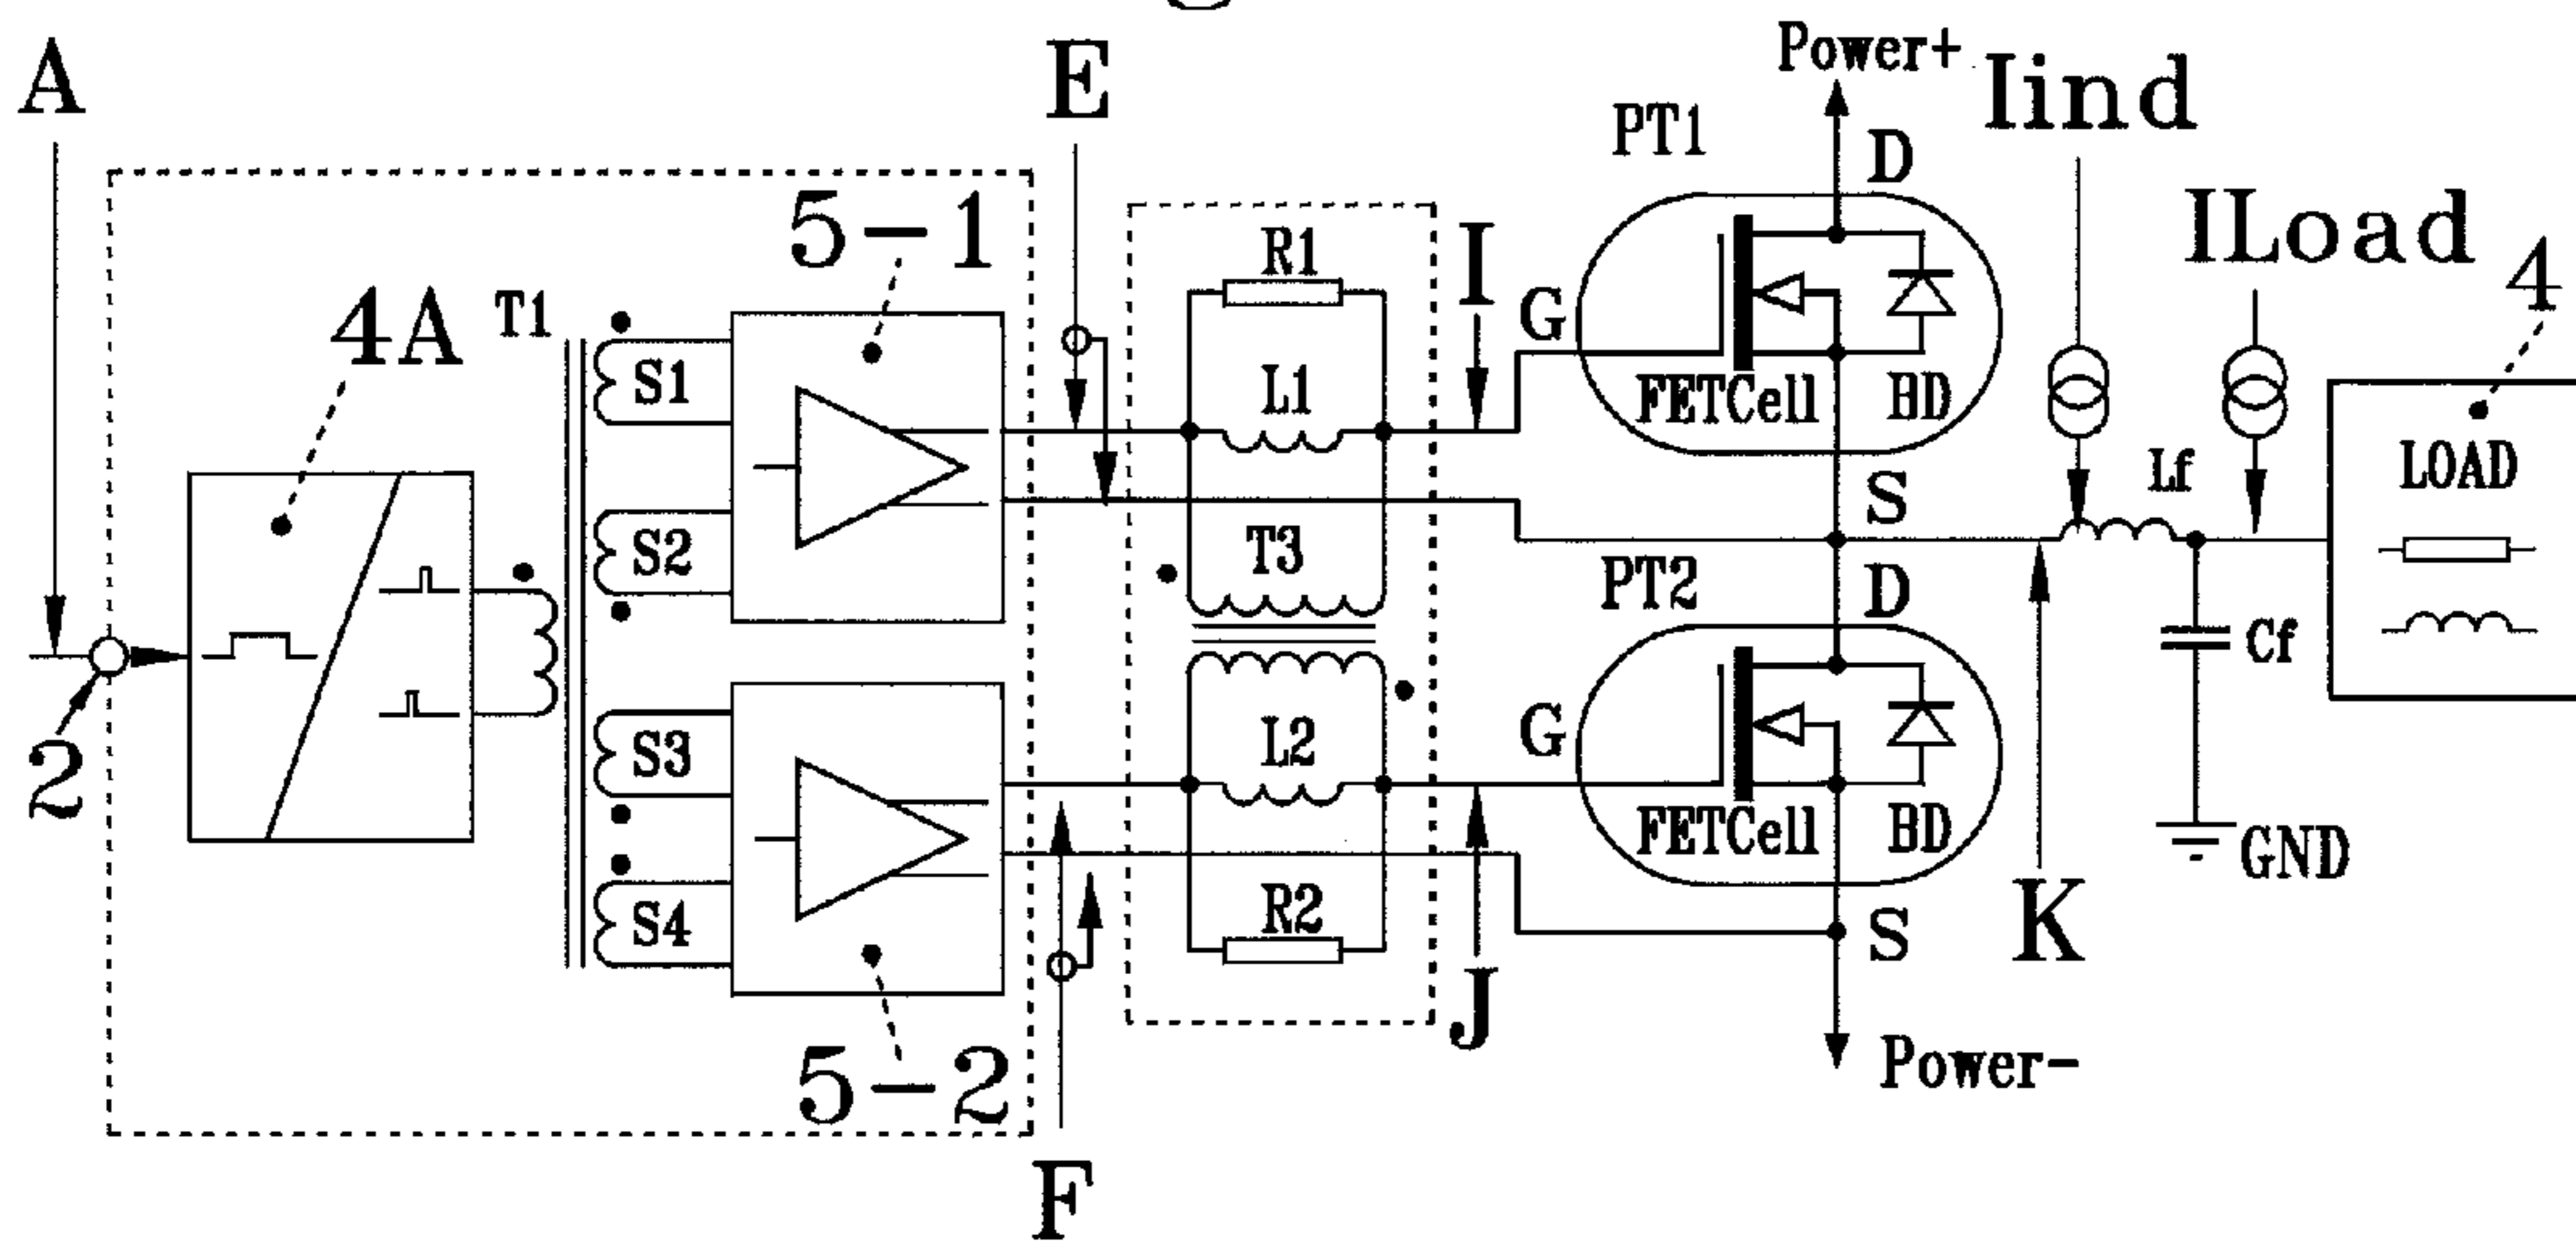 A
E
Power+
Iind
PT1
D
5-1
R1
I
ILoad
4
4A
T1
G
S1
L1
FETCell
BD
Lf
LOAD
S
S2
T3
PT2
D
Cf
2
S3
L2
G
FETCell
BD
GND
S4
R2
S
K
J
5-2
Power-
F